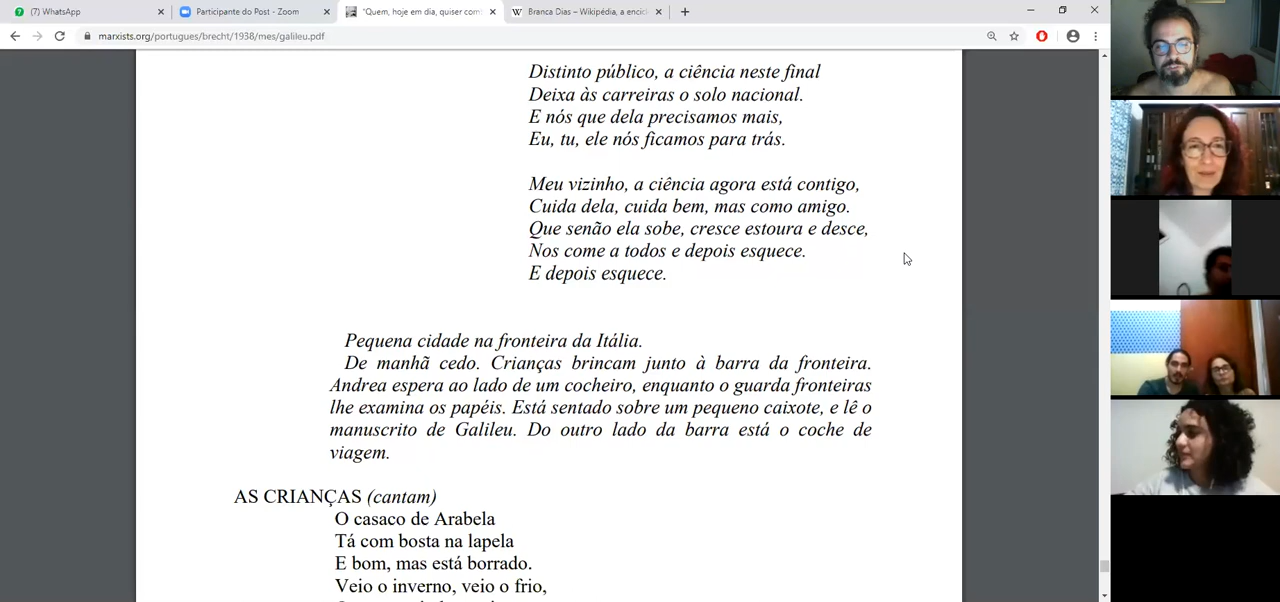 (7) WhatsApp
Participante do Post - Zoom
"Quem, hoje em dia, quiser com
Branca Dias – Wikipédia, a encicl
marxists.org/portugues/brecht/1938/mes/galileu.pdf
Distinto público, a ciência neste final
Deixa às carreiras o solo nacional.
E nós que dela precisamos mais,
Eu, tu, ele nós ficamos para trás.
Meu vizinho, a ciência agora está contigo,
Cuida dela, cuida bem, mas como amigo.
Que senão ela sobe, cresce estoura e desce,
Nos come a todos e depois esquece.
E depois esquece.
Pequena cidade na fronteira da Itália.
De manhã cedo. Crianças brincam junto à barra da fronteira.
Andrea espera ao lado de um cocheiro, enquanto o guarda fronteiras
lhe examina os papéis. Está sentado sobre um pequeno caixote, e lê o
manuscrito de Galileu. Do outro lado da barra está o coche de
viagem.
AS CRIANÇAS (cantam)
O casaco de Arabela
Tá com bosta na lapela
E bom, mas está borrado.
Veio o inverno, veio o frio,